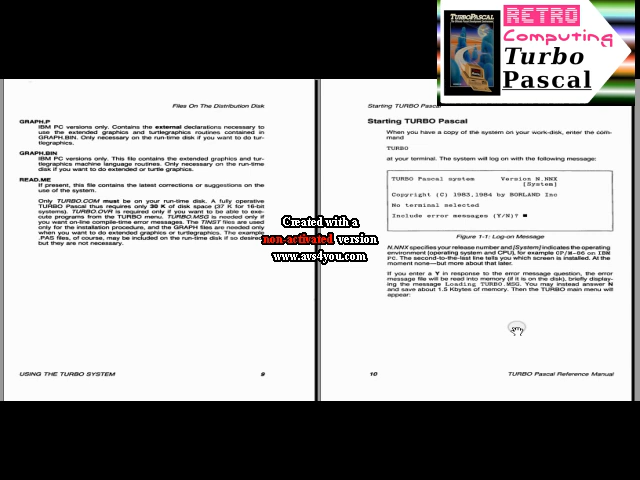 RETRO
Computing
Turbo
Pascal
TURBO PASCAL
Files On The Distribution Disk
GRAPH.P
IBM PC versions only. Contains the external declarations necessary to
use the extended graphics and turtlegraphics routines contained in
GRAPH.BIN. Only necessary on the run-time disk if you want to do tur-
tlegraphics.
GRAPH.BIN
IBM PC versions only. This file contains the extended graphics and tur-
tlegraphics machine language routines. Only necessary on the run-time
disk if you want to do extended graphics or turtlegraphics.
READ.ME
If present, this file contains the latest corrections or suggestions on the
use of the system.
Only TURBO.COM must be on your run-time disk. A fully operative
TURBO Pascal thus requires only 30 K of disk space (37 K for 16-bit
systems). TURBO.OVR is required only if you want to be able to exe-
cute programs from the TURBO menu. TURBO.MSG is needed only if
you want on-line compile-time error messages. The TINST files are used
only for the installation procedure, and the GRAPH files are needed only
when you want to do extended graphics or turtlegraphics. The example
.PAS files, of course, may be included on the run-time disk if so desired
but they are not necessary.
USING THE TURBO SYSTEM 9
Starting TURBO Pascal
Starting TURBO Pascal
When you have a copy of the system on your work-disk, enter the com-
mand
TURBO
at your terminal. The system will log on with the following message:
TURBO Pascal system Version N.NNX
[System]
Copyright (C) 1983,1984 by BORLAND Inc
No terminal selected
Include error messages (Y/N)?
Figure 1-1: Log-on Message
N.NNX specifies your release number and [System] indicates the operating
environment (operating system and CPU), for example CP/M-86 on IBM
PC. The second-to-the-last line tells you which screen is installed. At the
moment none—but more about that later.
If you enter a Y in response to the error message question, the error
message file will be read into memory (if it is on the disk), briefly display-
ing the message Loading TURBO.MSG. You may instead answer N
and save about 1.5 Kbytes of memory. Then the TURBO main menu will
appear:
10 TURBO Pascal Reference Manual
Created with a
non-activated version
www.avs4you.com